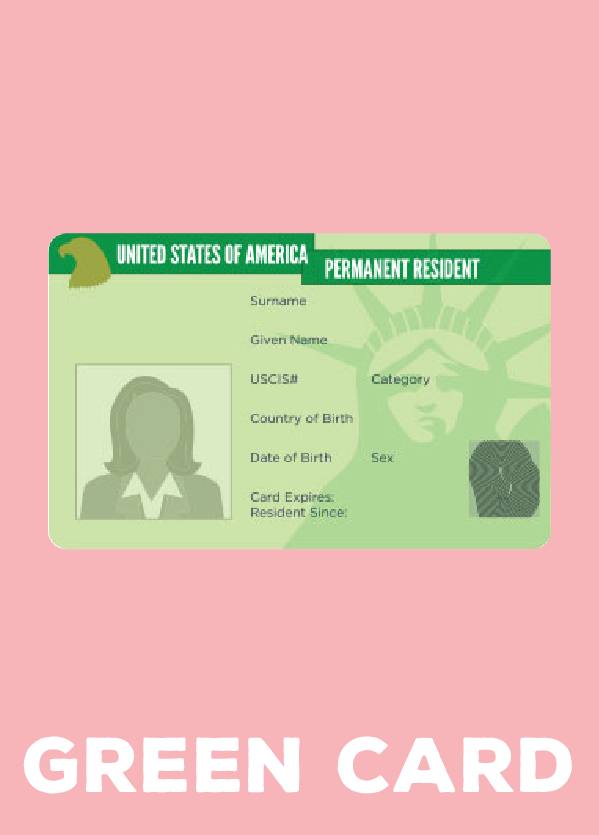 UNITED STATES OF AMERICA
PERMANENT RESIDENT
Surname
Given Name
USCIS# Category
Country of Birth
Date of Birth Sex
Card Expires:
Resident Since:
GREEN CARD